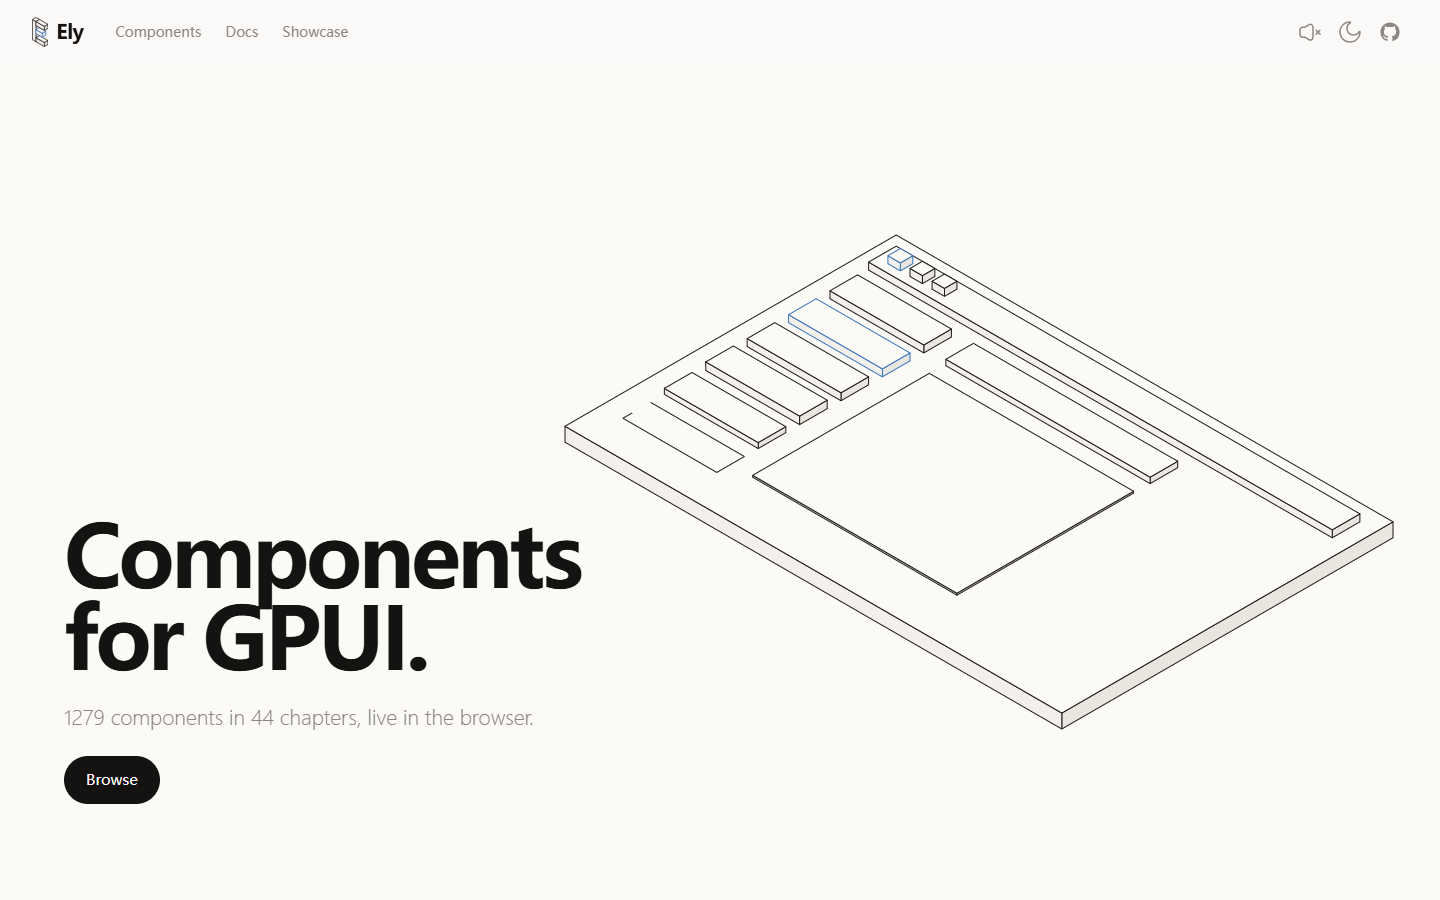 Ely
Components
Docs
Showcase
Components
for GPUI.
1279 components in 44 chapters, live in the browser.
Browse